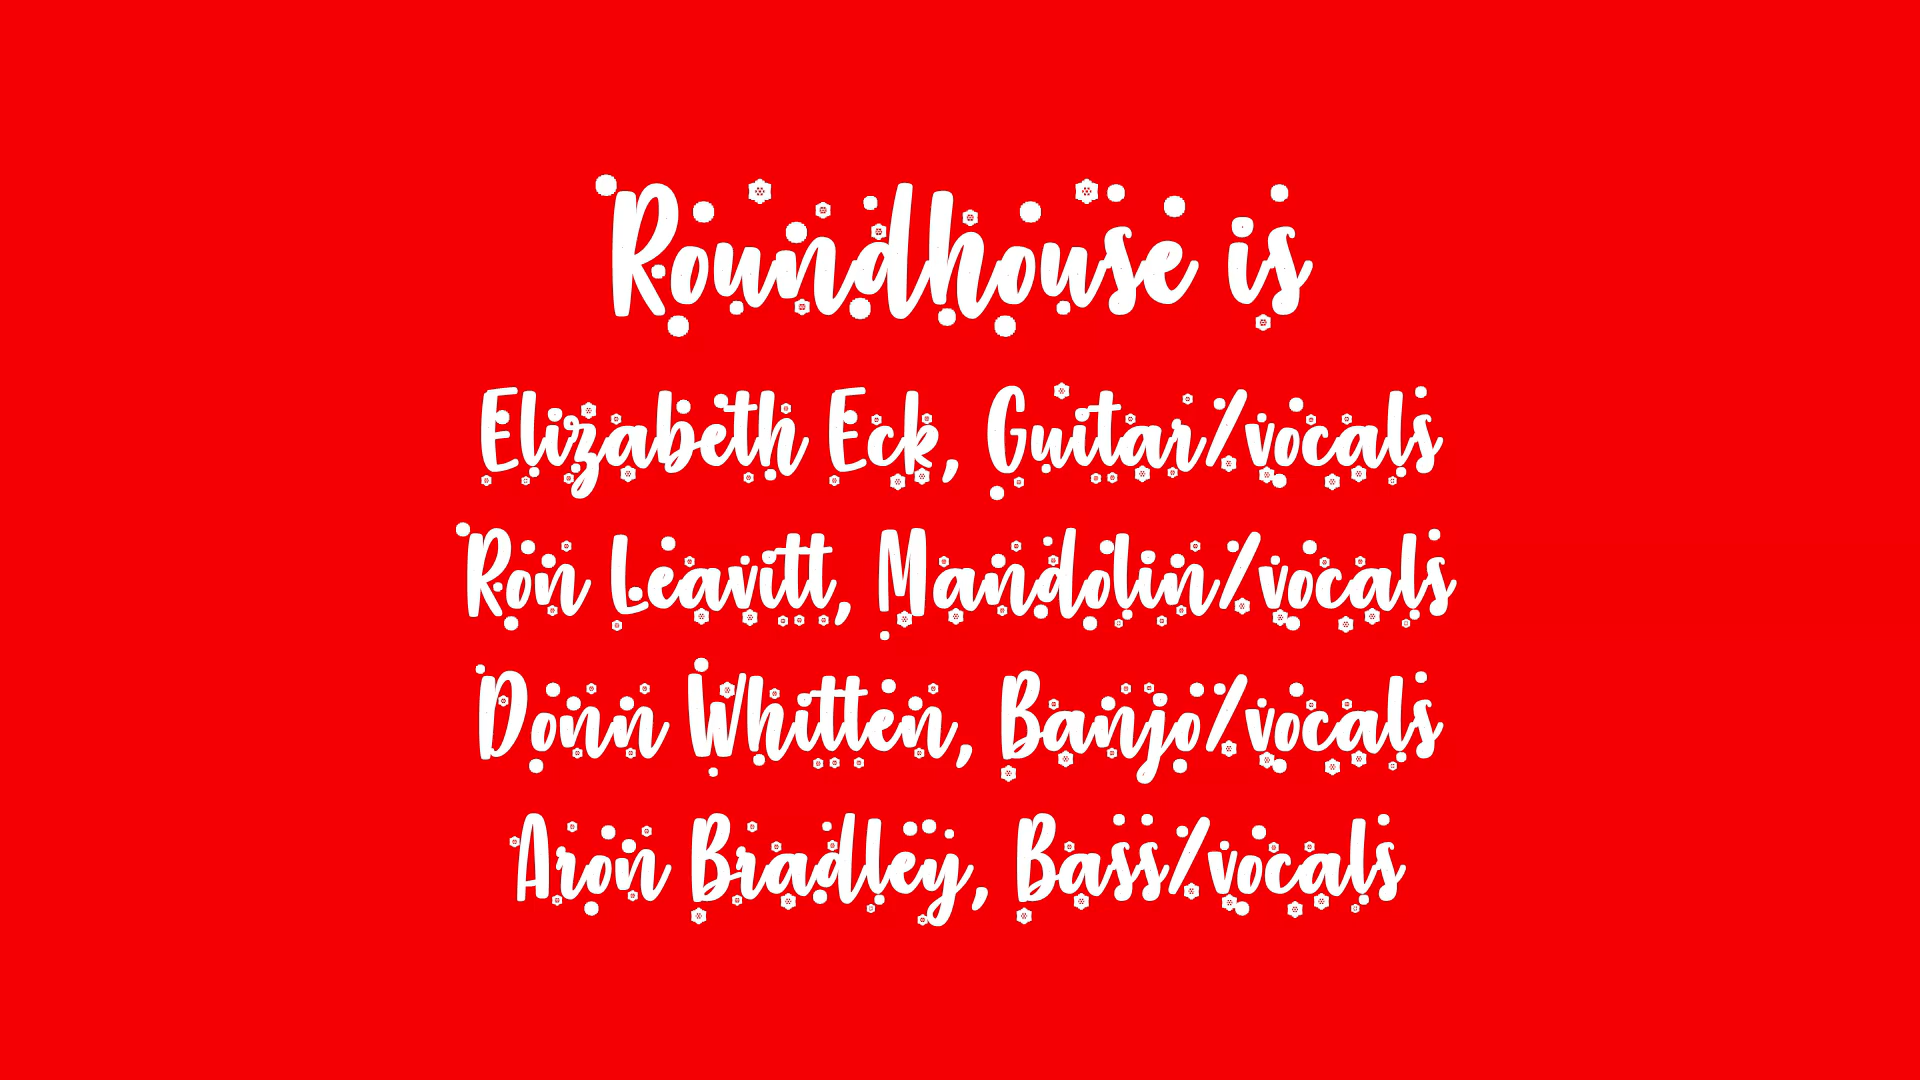 Roundhouse is
Elizabeth Eck, Guitar/vocals
Ron Leavitt, Mandolin/vocals
Donn Whitten, Banjo/vocals
Aron Bradley, Bass/vocals